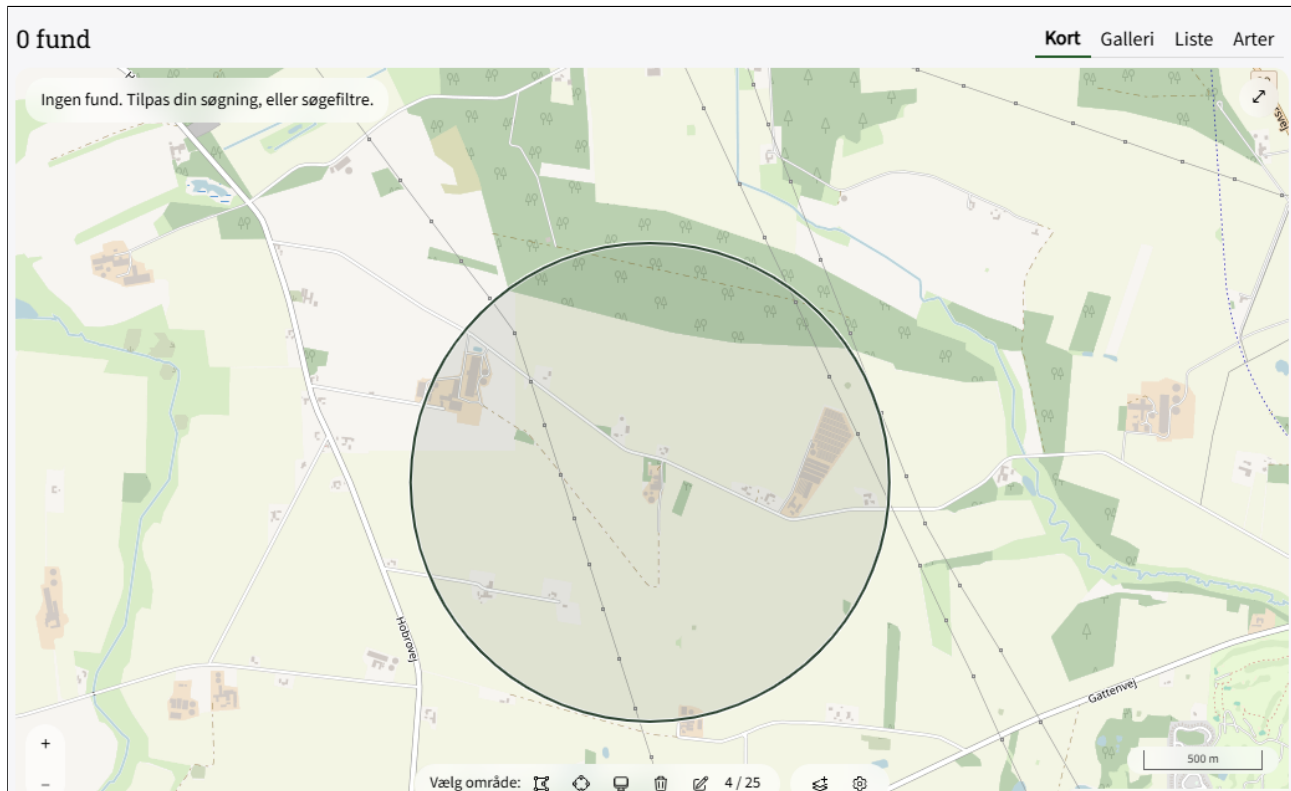 0 fund
Kort Galleri Liste Arter
Ingen fund. Tilpas din søgning, eller søgefiltre.
Hobrovej
Gattenvej
500 m
+
−
Vælg område: 4 / 25